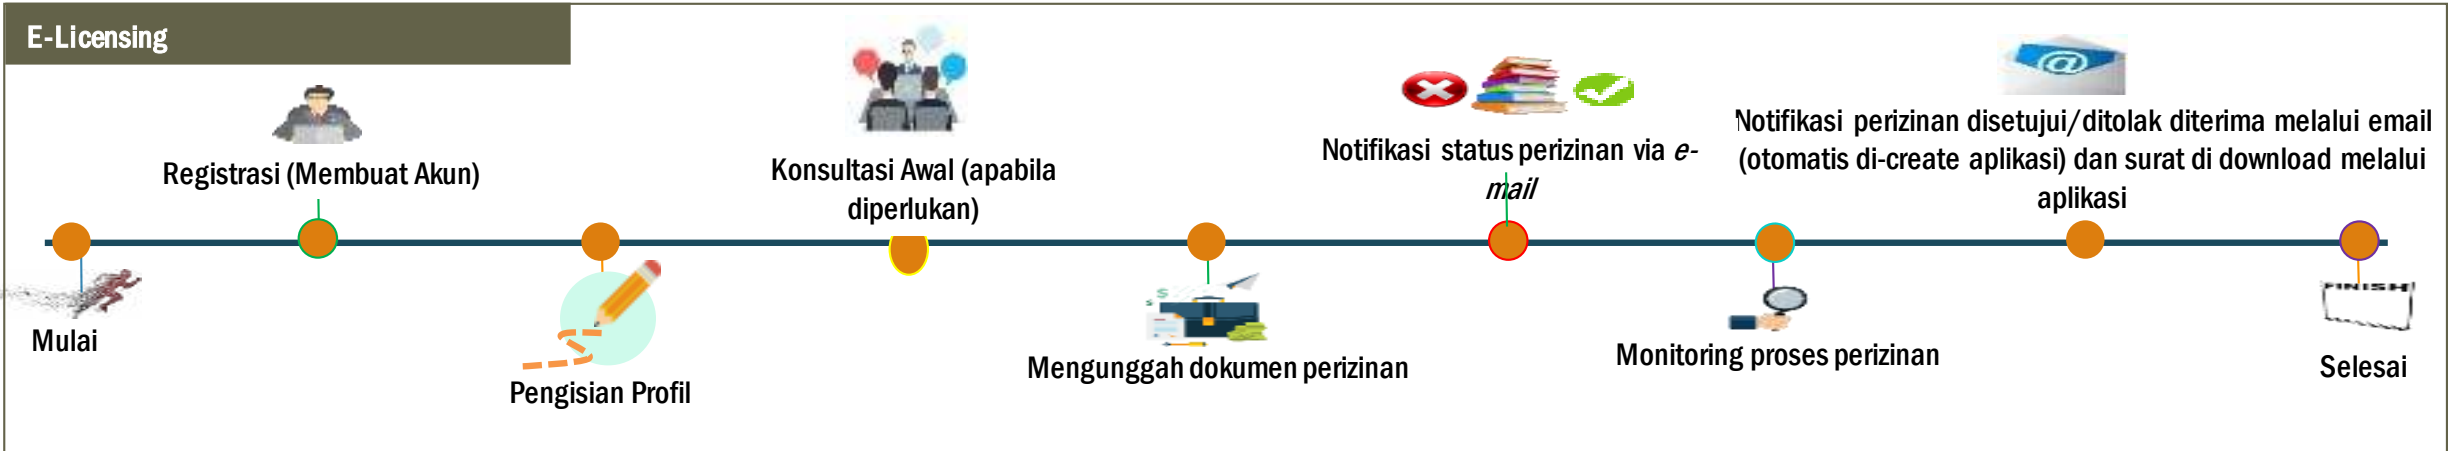 E-Licensing
Mulai
Registrasi (Membuat Akun)
Pengisian Profil
Konsultasi Awal (apabila
diperlukan)
Mengunggah dokumen perizinan
Notifikasi status perizinan via e-
mail
Monitoring proses perizinan
Notifikasi perizinan disetujui/ditolak diterima melalui email
(otomatis di-create aplikasi) dan surat di download melalui
aplikasi
FINISH
Selesai